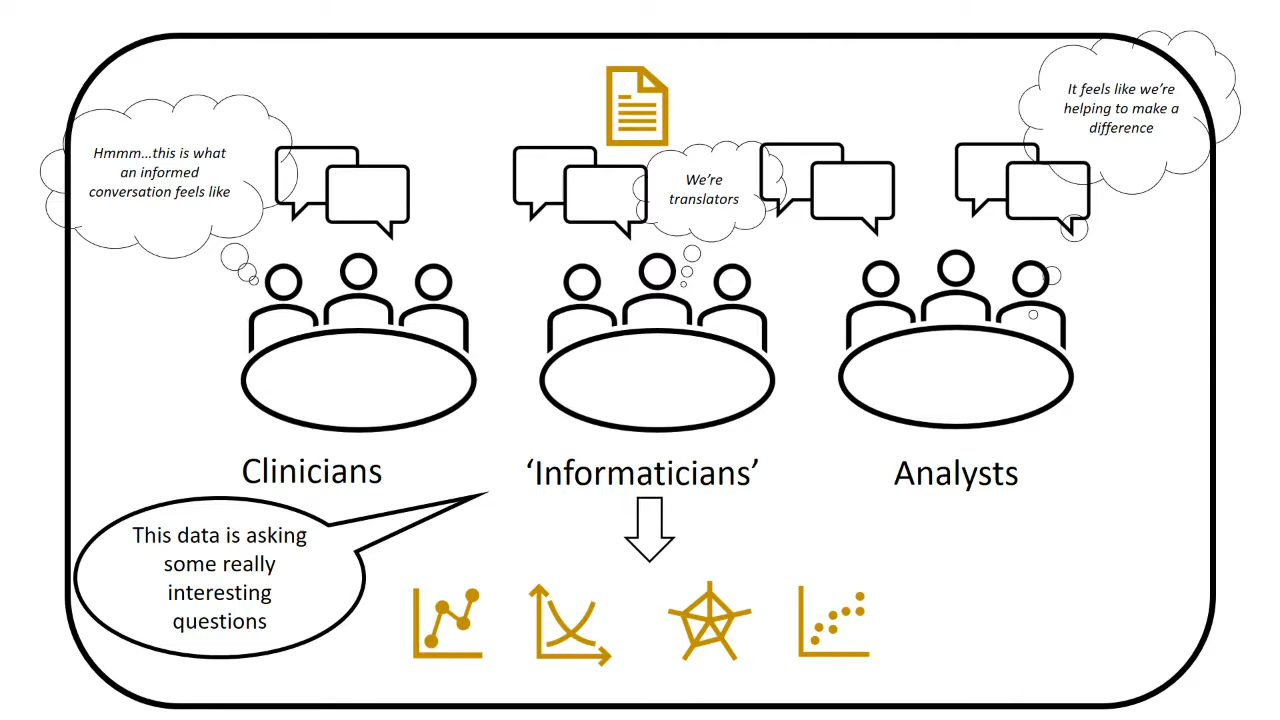 It feels like we’re
helping to make a
difference
Hmmm…this is what
an informed
conversation feels like
We’re
translators
Clinicians
‘Informaticians’
Analysts
This data is asking
some really
interesting
questions